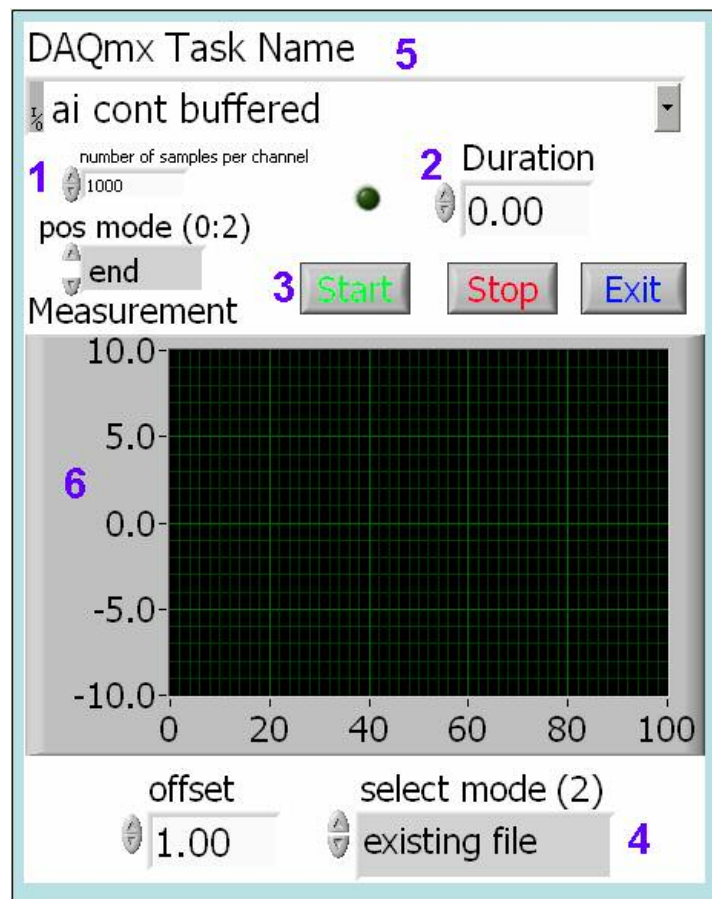 DAQmx Task Name 5
I/O ai cont buffered
1 number of samples per channel
1000
2 Duration
0.00
pos mode (0:2)
end
3 Start Stop Exit
Measurement
10.0
5.0
6
0.0
-5.0
-10.0
0 20 40 60 80 100
offset
1.00
select mode (2)
existing file 4